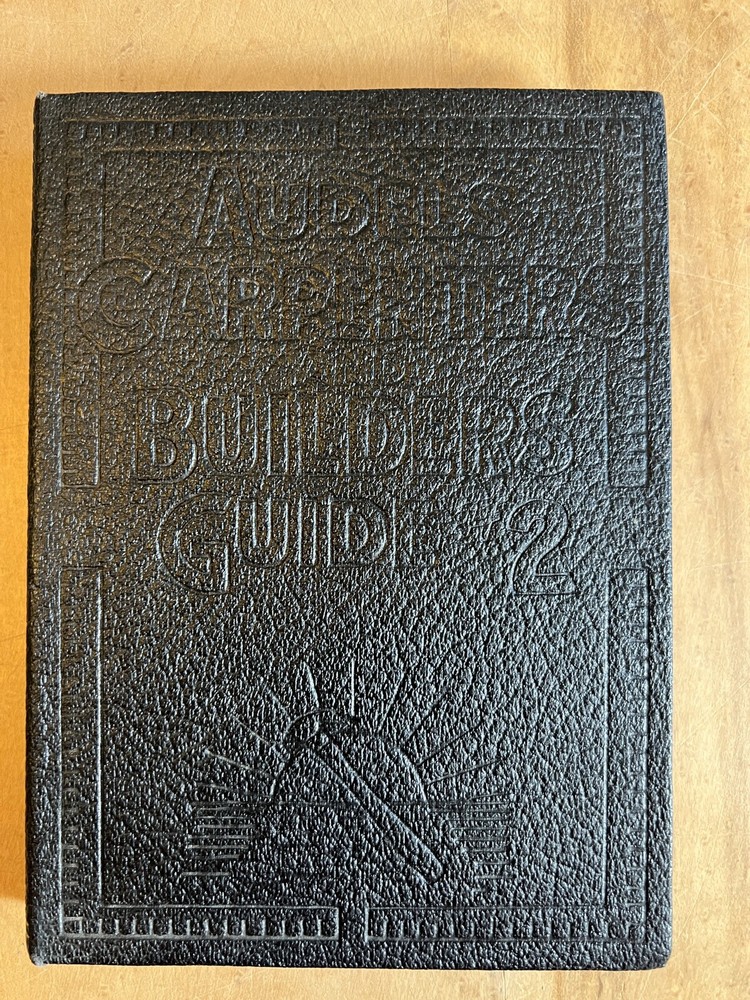 AUDELS
CARPENTERS
AND
BUILDERS
GUIDE 2